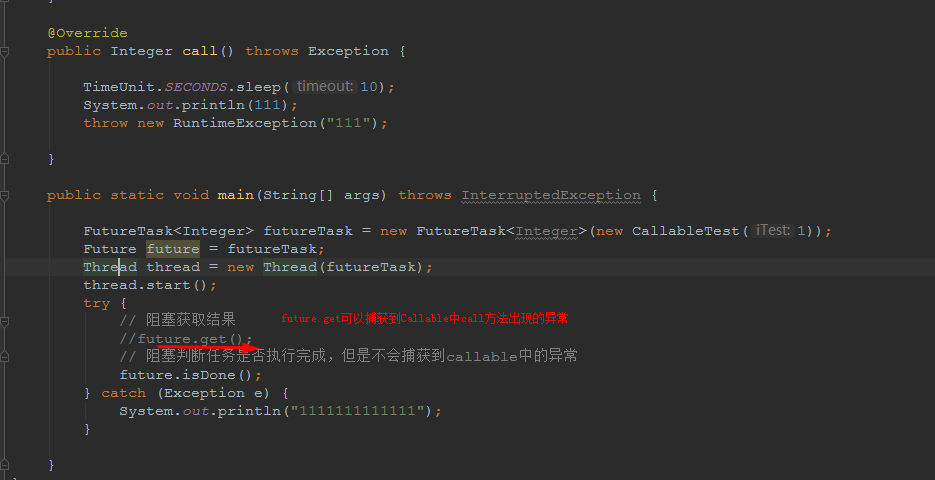 @Override
public Integer call() throws Exception {
TimeUnit.SECONDS.sleep( timeout: 10);
System.out.println(111);
throw new RuntimeException("111");
}
public static void main(String[] args) throws InterruptedException {
FutureTask<Integer> futureTask = new FutureTask<Integer>(new CallableTest( iTest: 1));
Future future = futureTask;
Thread thread = new Thread(futureTask);
thread.start();
try {
// 阻塞获取结果 future.get可以捕获到Callable中call方法出现的异常
//future.get();
// 阻塞判断任务是否执行完成，但是不会捕获到callable中的异常
future.isDone();
} catch (Exception e) {
System.out.println("1111111111111");
}
}